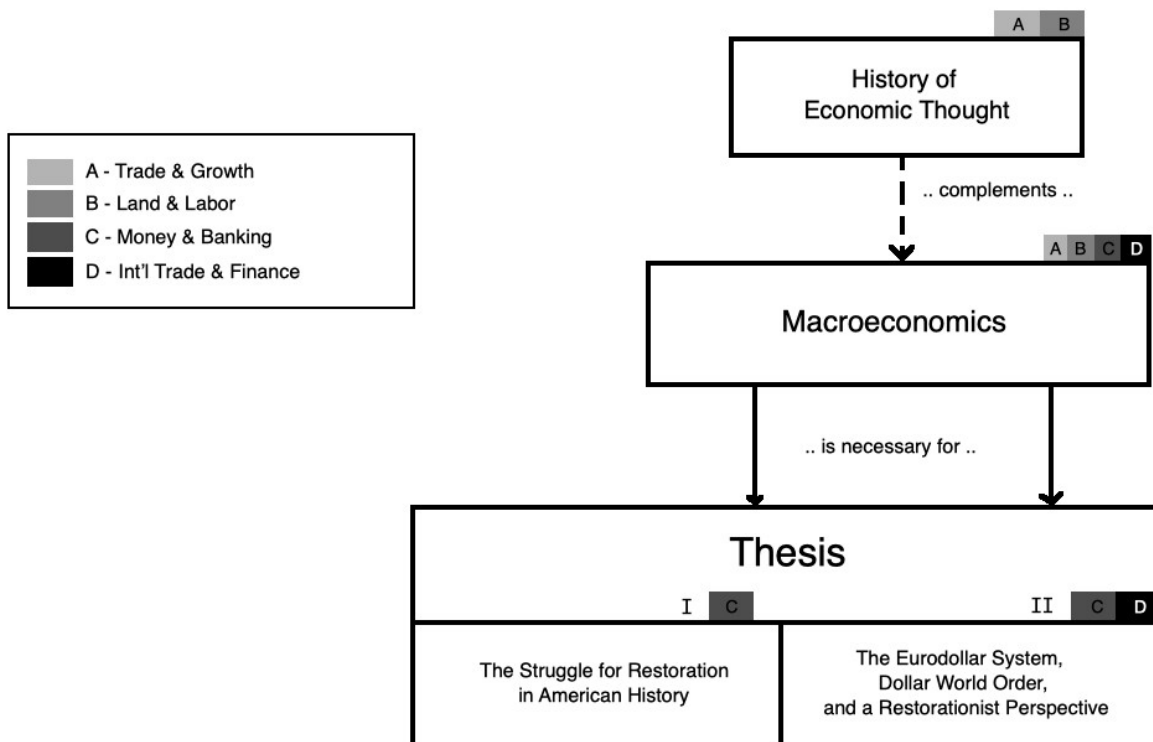 A B
History of
Economic Thought
A - Trade & Growth
B - Land & Labor
C - Money & Banking
D - Int'l Trade & Finance
.. complements ..
A B C D
Macroeconomics
.. is necessary for ..
Thesis
I C
II C D
The Struggle for Restoration
in American History
The Eurodollar System,
Dollar World Order,
and a Restorationist Perspective